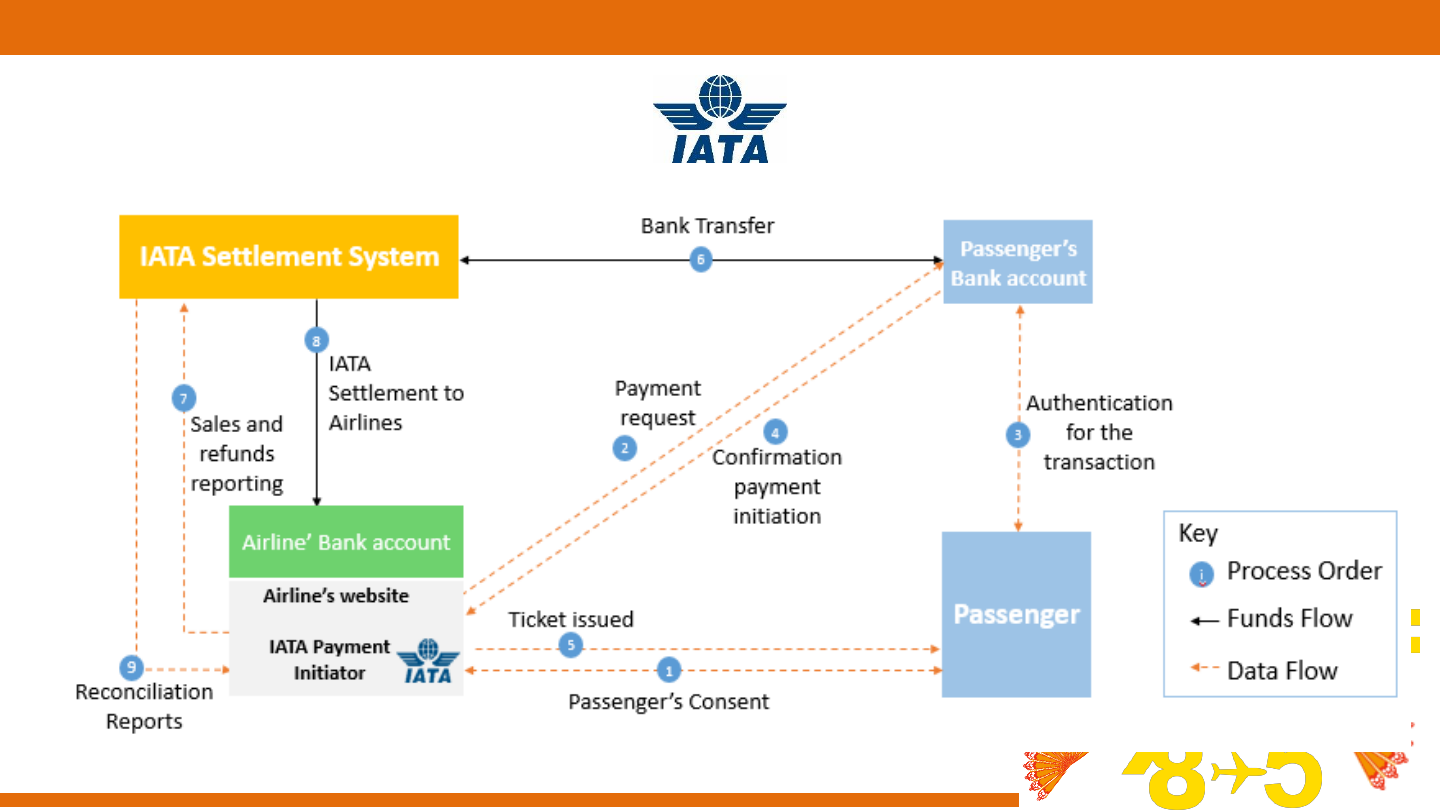 IATA
Bank Transfer
IATA Settlement System
6
Passenger's
Bank account
8
IATA
Settlement to
Airlines
7
Sales and
refunds
reporting
Payment
request
2
4
Confirmation
payment
initiation
Authentication
for the
transaction
3
Airline' Bank account
Airline's website
IATA Payment
Initiator
IATA
Ticket issued
5
1
Passenger's Consent
Passenger
9
Reconciliation
Reports
Key
i Process Order
Funds Flow
Data Flow